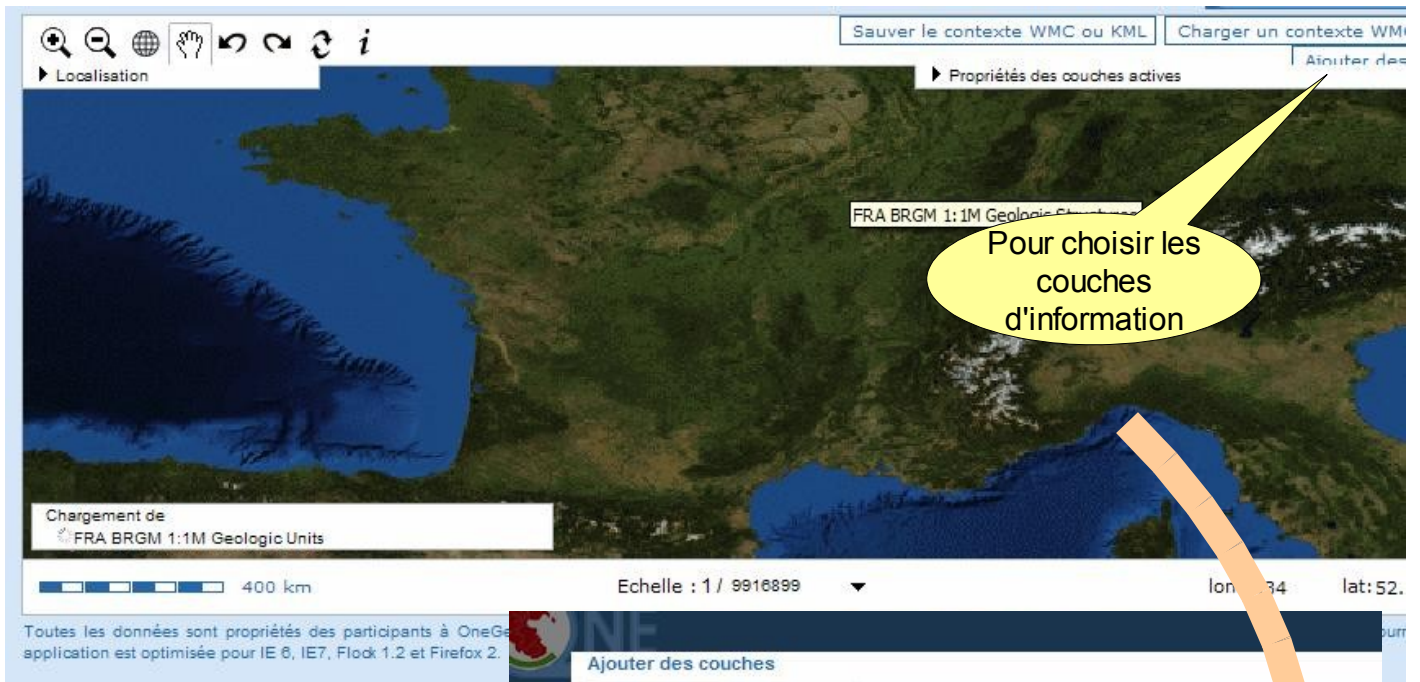 Sauver le contexte WMC ou KML
Charger un contexte WMC
i
Localisation
Propriétés des couches actives
Ajouter des
FRA BRGM 1:1M Geologic Structures
Pour choisir les
couches
d'information
Chargement de
FRA BRGM 1:1M Geologic Units
400 km
Echelle : 1 / 9916899
lat: 52.
Toutes les données sont propriétés des participants à OneGe
application est optimisée pour IE 6, IE7, Flock 1.2 et Firefox 2.
ONE
Ajouter des couches